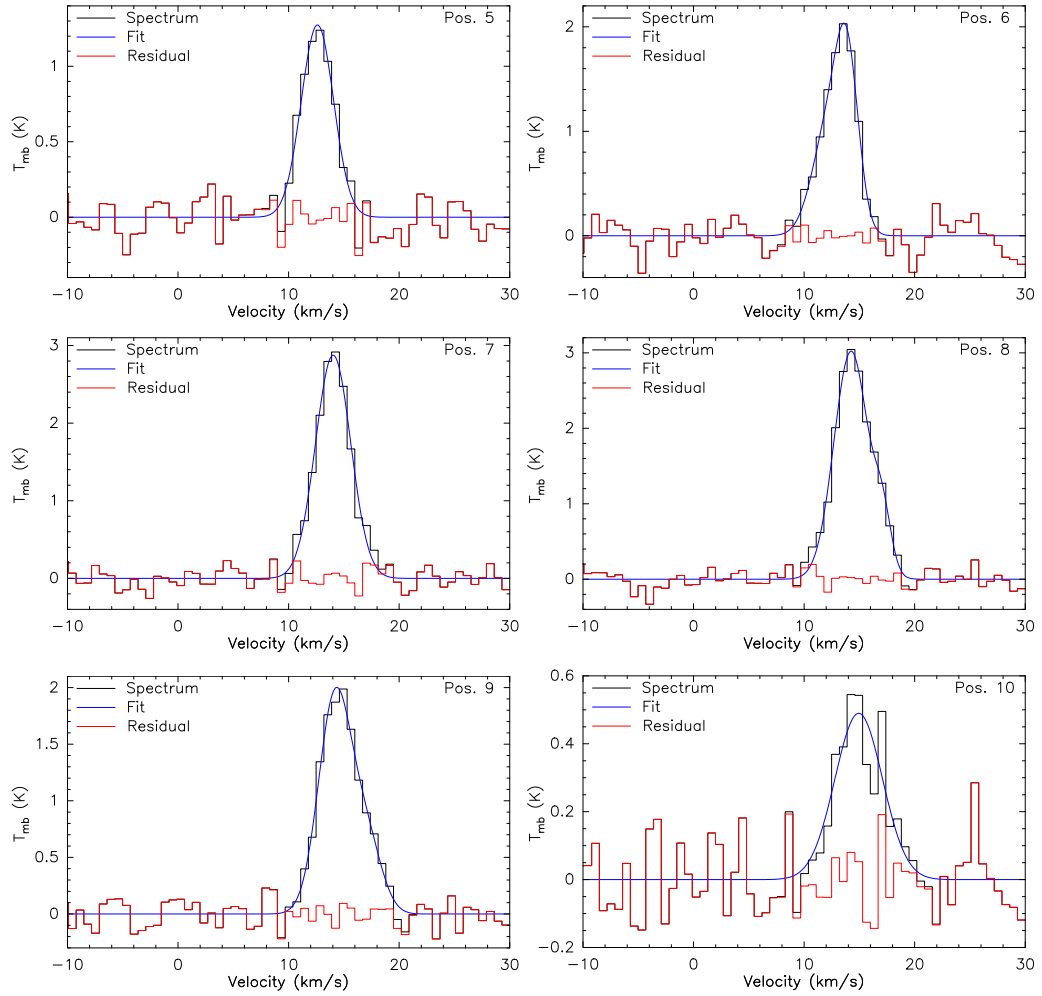 Spectrum
Fit
Residual
Pos. 5
1
0.5
0
T_mb (K)
−10 0 10 20 30
Velocity (km/s)
Spectrum
Fit
Residual
Pos. 6
2
1
0
T_mb (K)
−10 0 10 20 30
Velocity (km/s)
Spectrum
Fit
Residual
Pos. 7
3
2
1
0
T_mb (K)
−10 0 10 20 30
Velocity (km/s)
Spectrum
Fit
Residual
Pos. 8
3
2
1
0
T_mb (K)
−10 0 10 20 30
Velocity (km/s)
Spectrum
Fit
Residual
Pos. 9
2
1.5
1
0.5
0
T_mb (K)
−10 0 10 20 30
Velocity (km/s)
Spectrum
Fit
Residual
Pos. 10
0.6
0.4
0.2
0
−0.2
T_mb (K)
−10 0 10 20 30
Velocity (km/s)